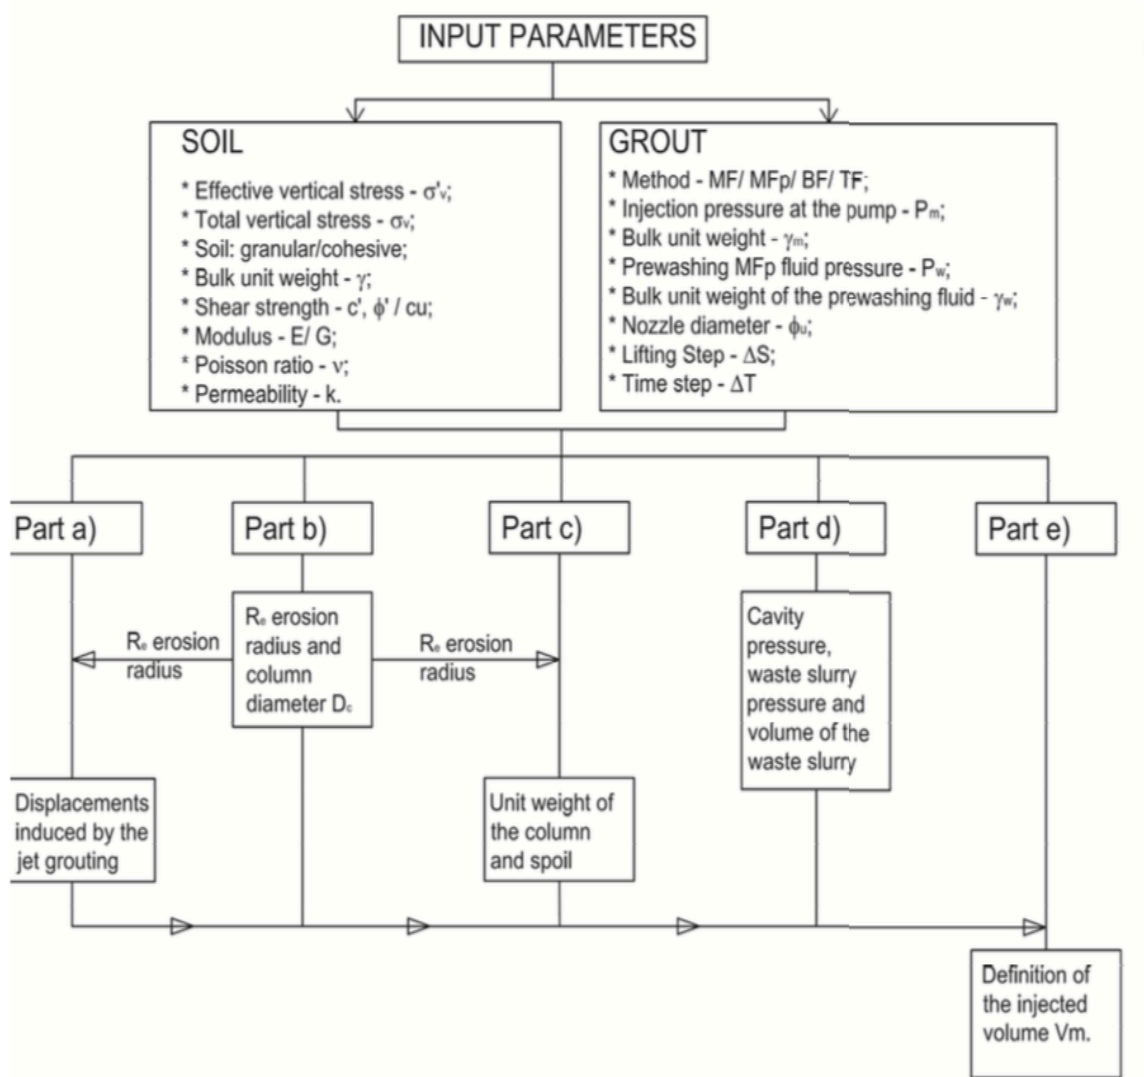 INPUT PARAMETERS
SOIL
* Effective vertical stress - σ'v;
* Total vertical stress - σv;
* Soil: granular/cohesive;
* Bulk unit weight - γ;
* Shear strength - c', ϕ' / cu;
* Modulus - E/ G;
* Poisson ratio - ν;
* Permeability - k.
GROUT
* Method - MF/ MFp/ BF/ TF;
* Injection pressure at the pump - Pm;
* Bulk unit weight - γm;
* Prewashing MFp fluid pressure - Pw;
* Bulk unit weight of the prewashing fluid - γw;
* Nozzle diameter - ϕu;
* Lifting Step - ΔS;
* Time step - ΔT
Part a)
Part b)
Part c)
Part d)
Part e)
Re erosion
radius
Re erosion
radius and
column
diameter Dc
Re erosion
radius
Cavity
pressure,
waste slurry
pressure and
volume of the
waste slurry
Displacements
induced by the
jet grouting
Unit weight of
the column
and spoil
Definition of
the injected
volume Vm.